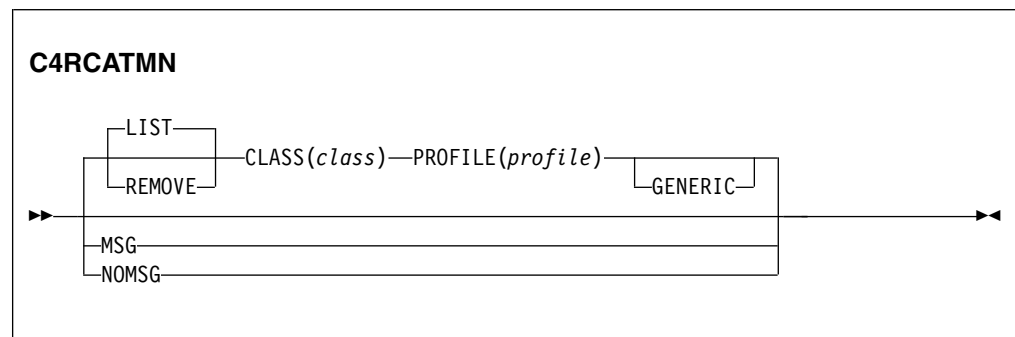 C4RCATMN
LIST
CLASS(class) PROFILE(profile)
REMOVE
GENERIC
MSG
NOMSG